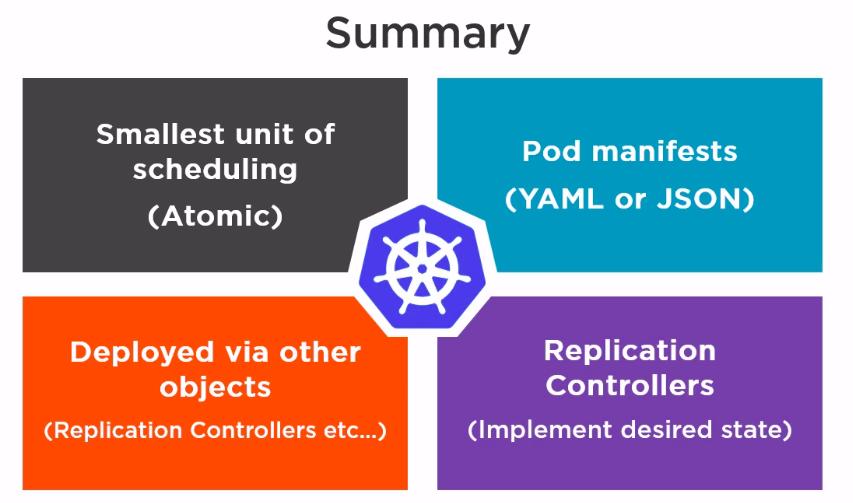 Summary
Smallest unit of
scheduling
(Atomic)
Pod manifests
(YAML or JSON)
Deployed via other
objects
(Replication Controllers etc...)
Replication
Controllers
(Implement desired state)